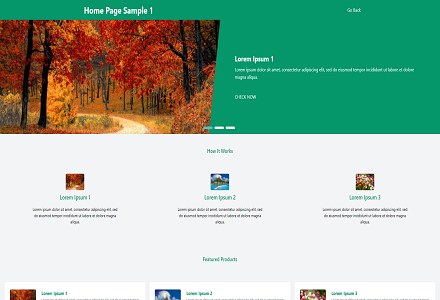 Home Page Sample 1
Go Back
Lorem Ipsum 1
Lorem ipsum dolor sit amet, consectetur adipiscing elit, sed do eiusmod tempor incididunt ut labore et dolore
magna aliqua.
CHECK NOW
How It Works
Lorem Ipsum 1
Lorem ipsum dolor sit amet, consectetur adipiscing elit, sed
do eiusmod tempor incididunt ut labore et dolore magna
aliqua.
Lorem Ipsum 2
Lorem ipsum dolor sit amet, consectetur adipiscing elit, sed
do eiusmod tempor incididunt ut labore et dolore magna
aliqua.
Lorem Ipsum 3
Lorem ipsum dolor sit amet, consectetur adipiscing elit, sed
do eiusmod tempor incididunt ut labore et dolore magna
aliqua.
Featured Products
Lorem Ipsum 1
Lorem Ipsum 2
Lorem Ipsum 3